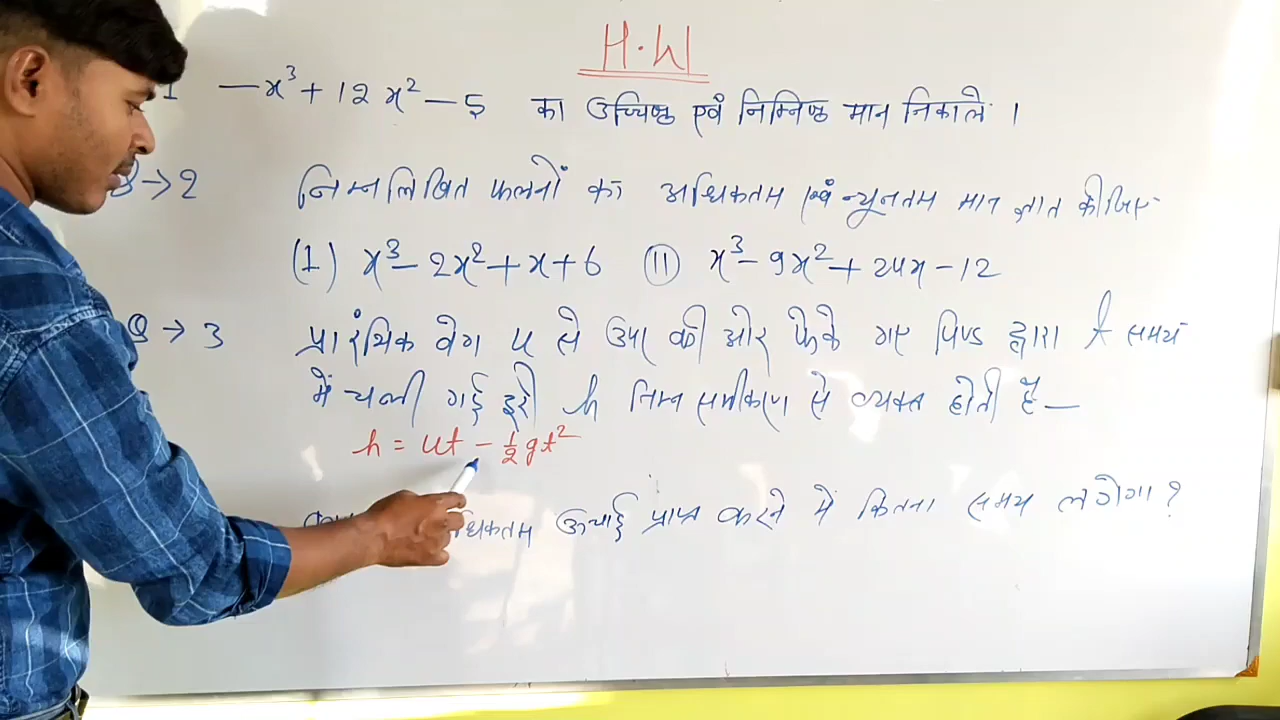 H.W
1 −x³ + 12x² − 5 का उच्चिष्ठ एवं निम्निष्ठ मान निकाले ।
Q → 2 निम्नलिखित फलनों का अधिकतम एवं न्यूनतम मान ज्ञात कीजिए
(I) x³ − 2x² + x + 6 (II) x³ − 9x² + 24x − 12
Q → 3 प्रारंभिक वेग u से उपर की ओर फेके गए पिण्ड द्वारा t समय
में चली गई दूरी h निम्न समीकरण से व्यक्त होती है —
h = ut − ½gt²
अधिकतम ऊचाई प्राप्त करने में कितना समय लगेगा ?